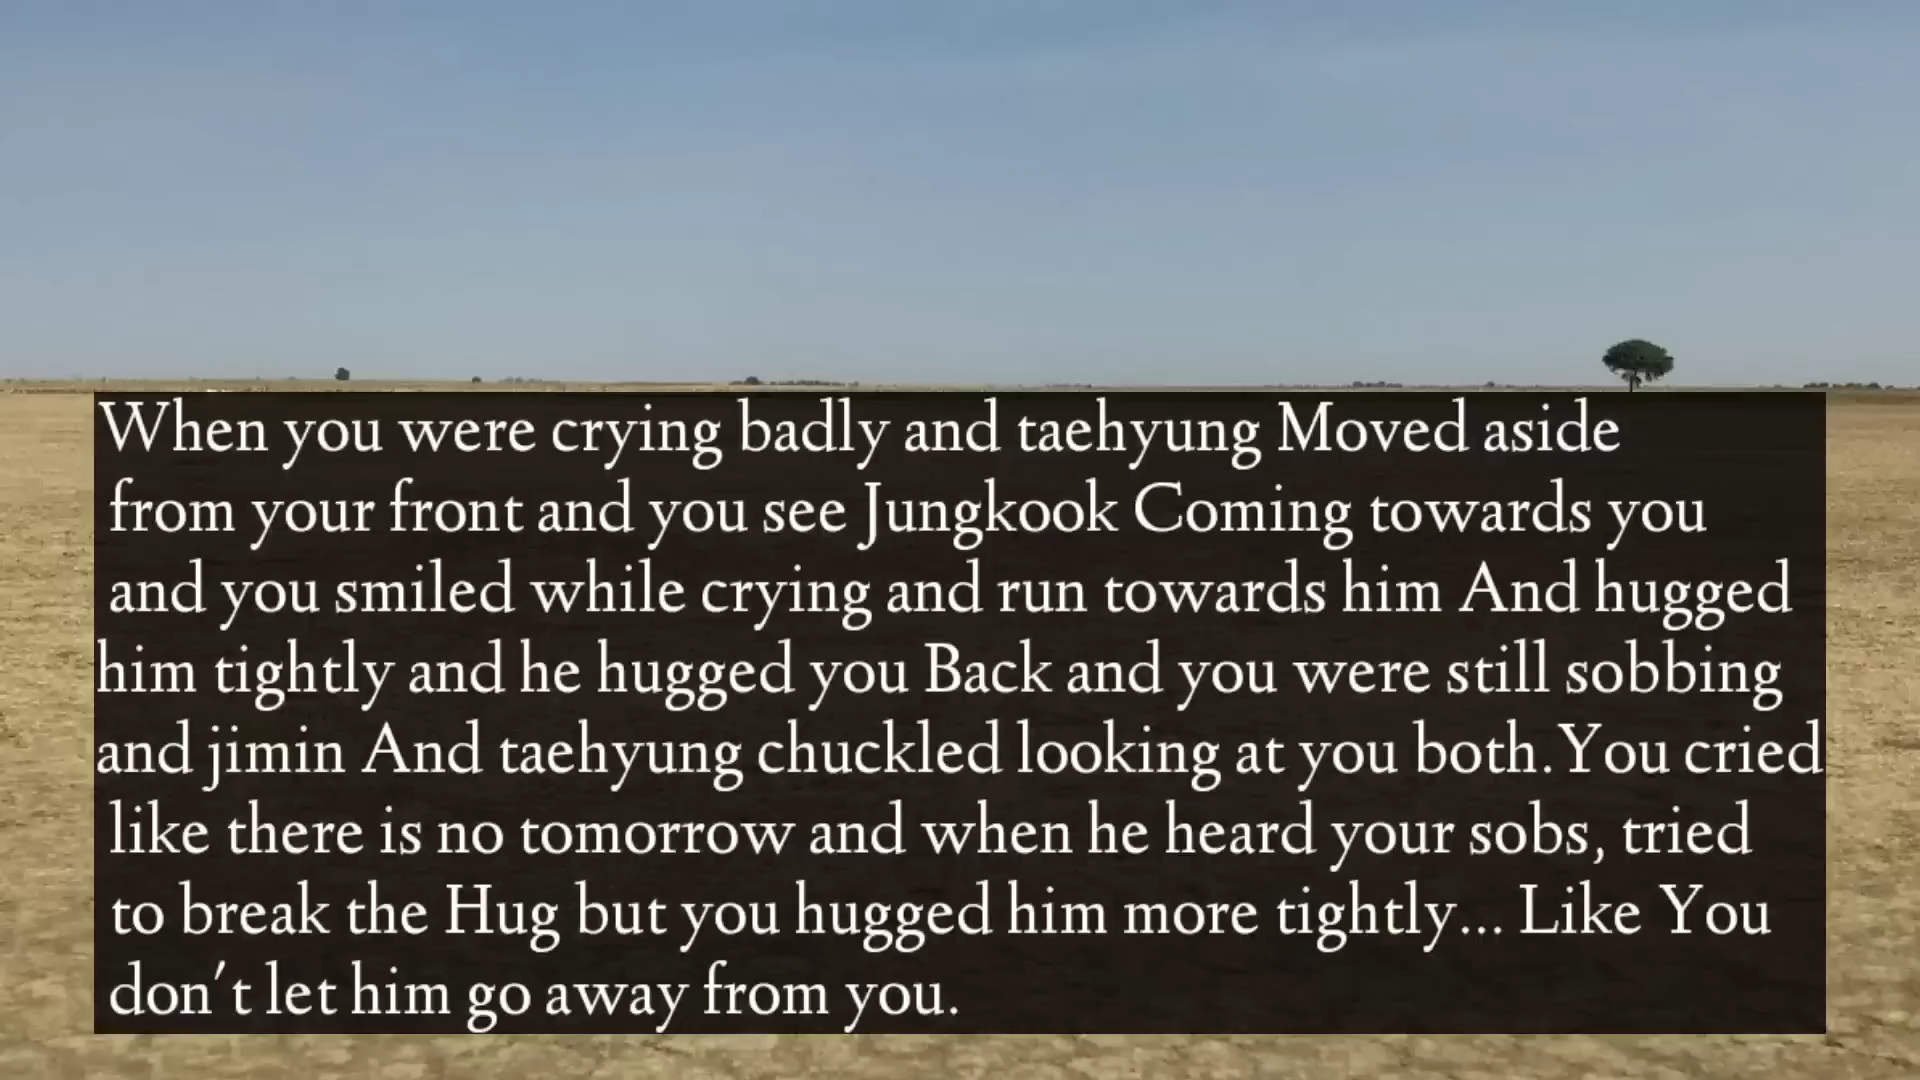 When you were crying badly and taehyung Moved aside
from your front and you see Jungkook Coming towards you
and you smiled while crying and run towards him And hugged
him tightly and he hugged you Back and you were still sobbing
and jimin And taehyung chuckled looking at you both.You cried
like there is no tomorrow and when he heard your sobs, tried
to break the Hug but you hugged him more tightly... Like You
don't let him go away from you.